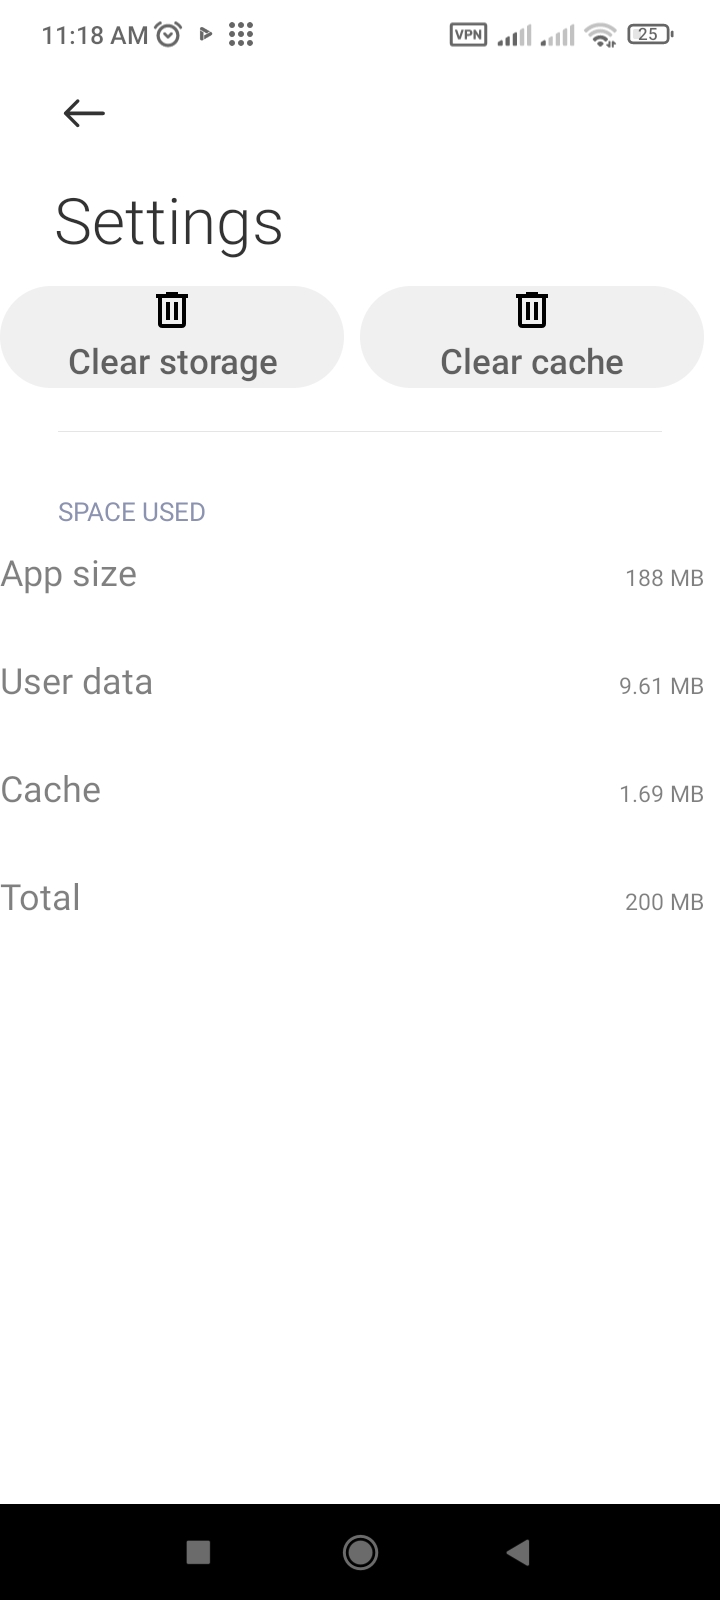 11:18 AM VPN 25
Settings
Clear storage Clear cache
SPACE USED
App size 188 MB
User data 9.61 MB
Cache 1.69 MB
Total 200 MB